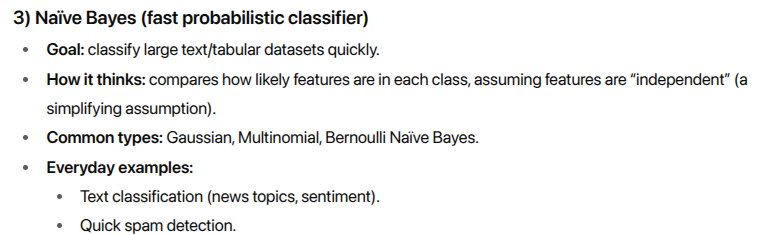 3) Naïve Bayes (fast probabilistic classifier)
• Goal: classify large text/tabular datasets quickly.
• How it thinks: compares how likely features are in each class, assuming features are “independent” (a
simplifying assumption).
• Common types: Gaussian, Multinomial, Bernoulli Naïve Bayes.
• Everyday examples:
• Text classification (news topics, sentiment).
• Quick spam detection.